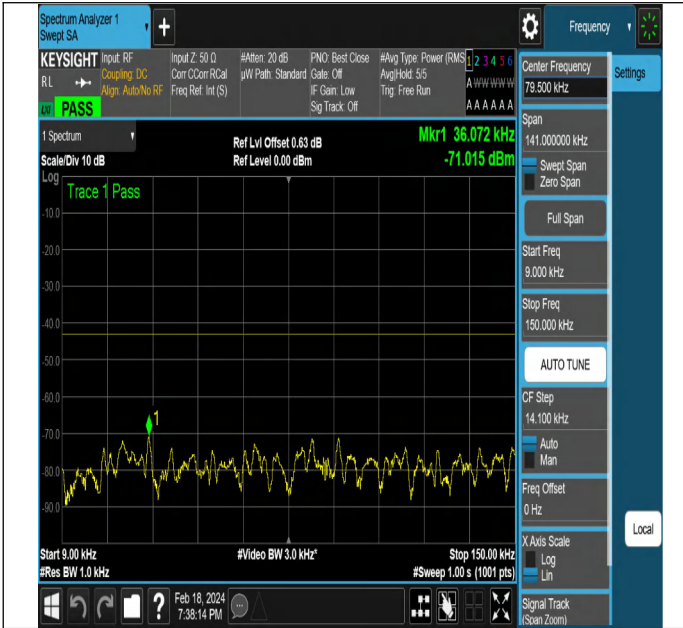 Spectrum Analyzer 1
Swept SA
+
Frequency
KEYSIGHT
RL
PASS
Input: RF
Coupling: DC
Align: Auto/No RF
Input Z: 50 Ω
Corr CCorr RCal
Freq Ref: Int (S)
#Atten: 20 dB
µW Path: Standard
PNO: Best Close
Gate: Off
IF Gain: Low
Sig Track: Off
#Avg Type: Power (RMS
Avg|Hold: 5/5
Trig: Free Run
1 2 3 4 5 6
A W W W W W
A A A A A A
1 Spectrum
Scale/Div 10 dB
Ref Lvl Offset 0.63 dB
Ref Level 0.00 dBm
Mkr1 36.072 kHz
-71.015 dBm
Log
Trace 1 Pass
-10.0
-20.0
-30.0
-40.0
-50.0
-60.0
-70.0
-80.0
-90.0
1
Start 9.00 kHz
#Res BW 1.0 kHz
#Video BW 3.0 kHz*
Stop 150.00 kHz
#Sweep 1.00 s (1001 pts)
Feb 18, 2024
7:38:14 PM
?
Center Frequency
79.500 kHz
Settings
Span
141.000000 kHz
Swept Span
Zero Span
Full Span
Start Freq
9.000 kHz
Stop Freq
150.000 kHz
AUTO TUNE
CF Step
14.100 kHz
Auto
Man
Freq Offset
0 Hz
X Axis Scale
Log
Lin
Local
Signal Track
(Span Zoom)